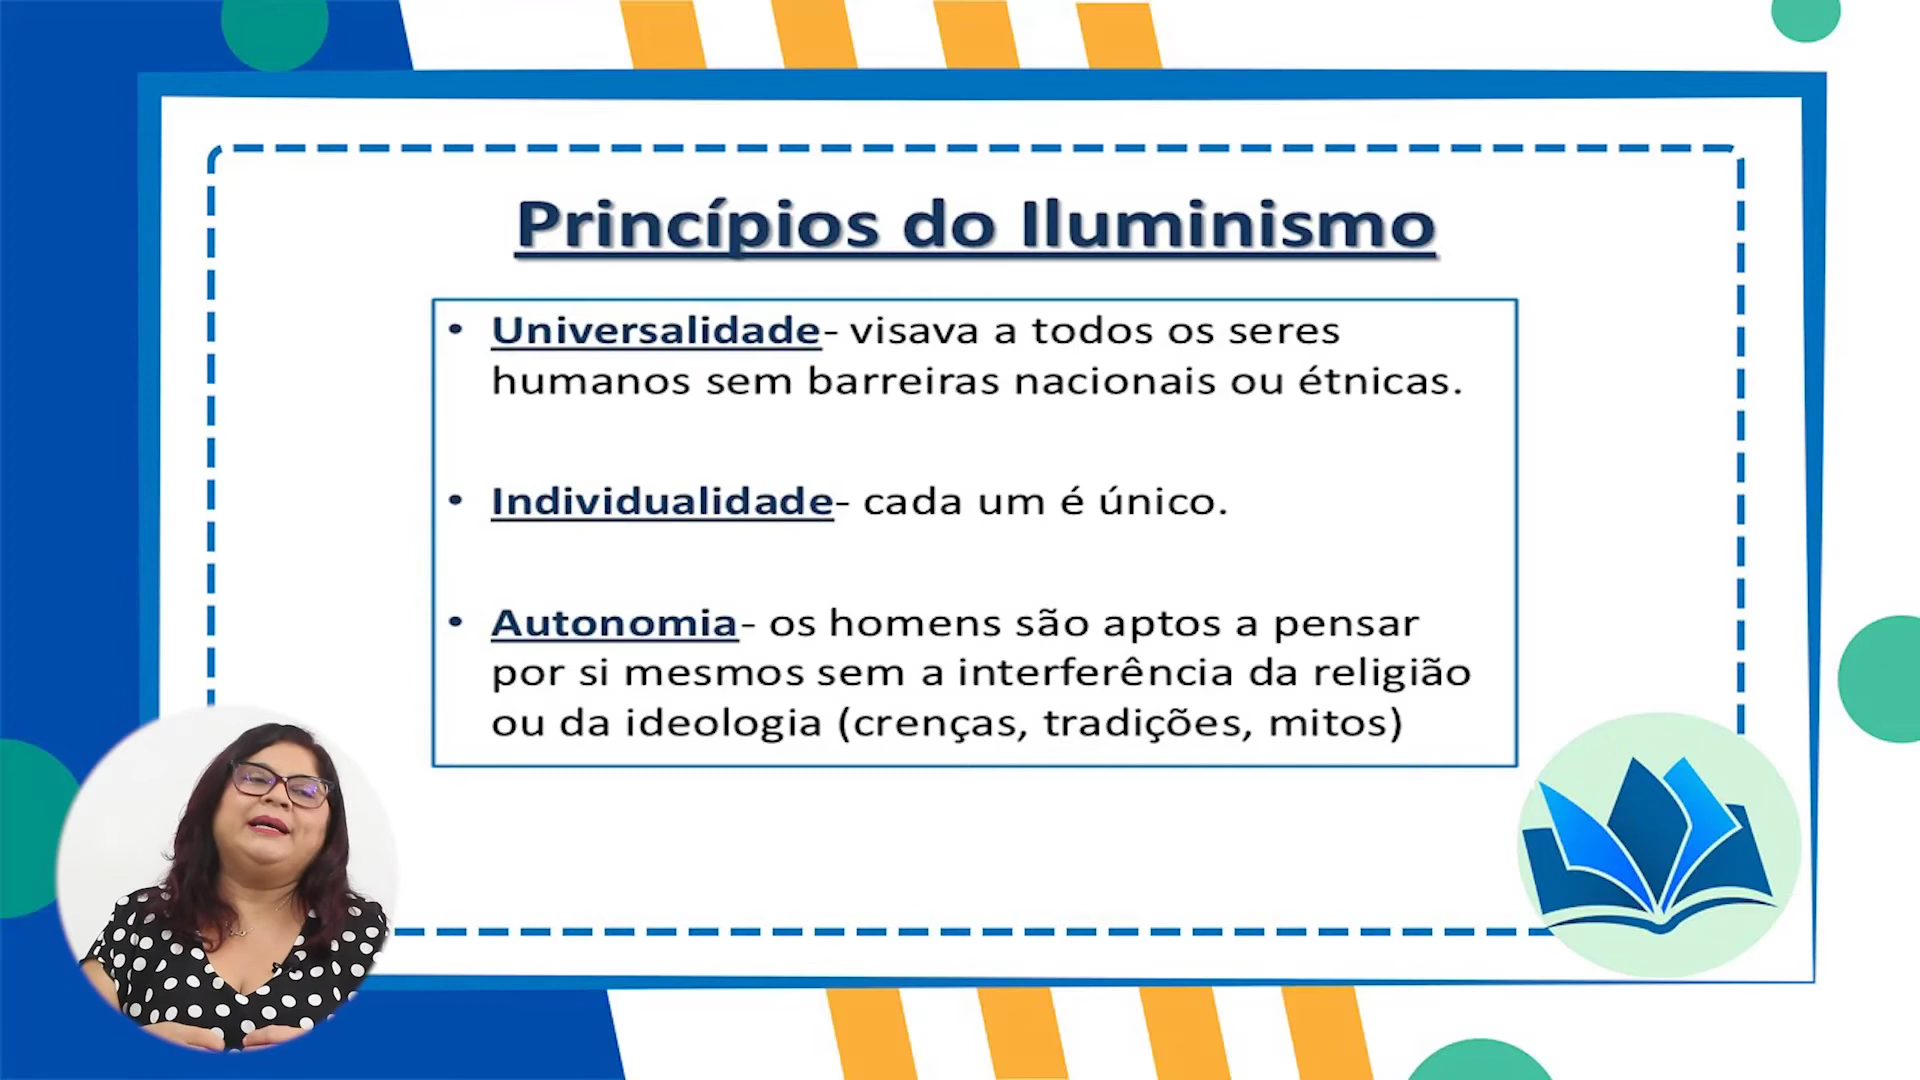 Princípios do Iluminismo
• Universalidade- visava a todos os seres
humanos sem barreiras nacionais ou étnicas.
• Individualidade- cada um é único.
• Autonomia- os homens são aptos a pensar
por si mesmos sem a interferência da religião
ou da ideologia (crenças, tradições, mitos)